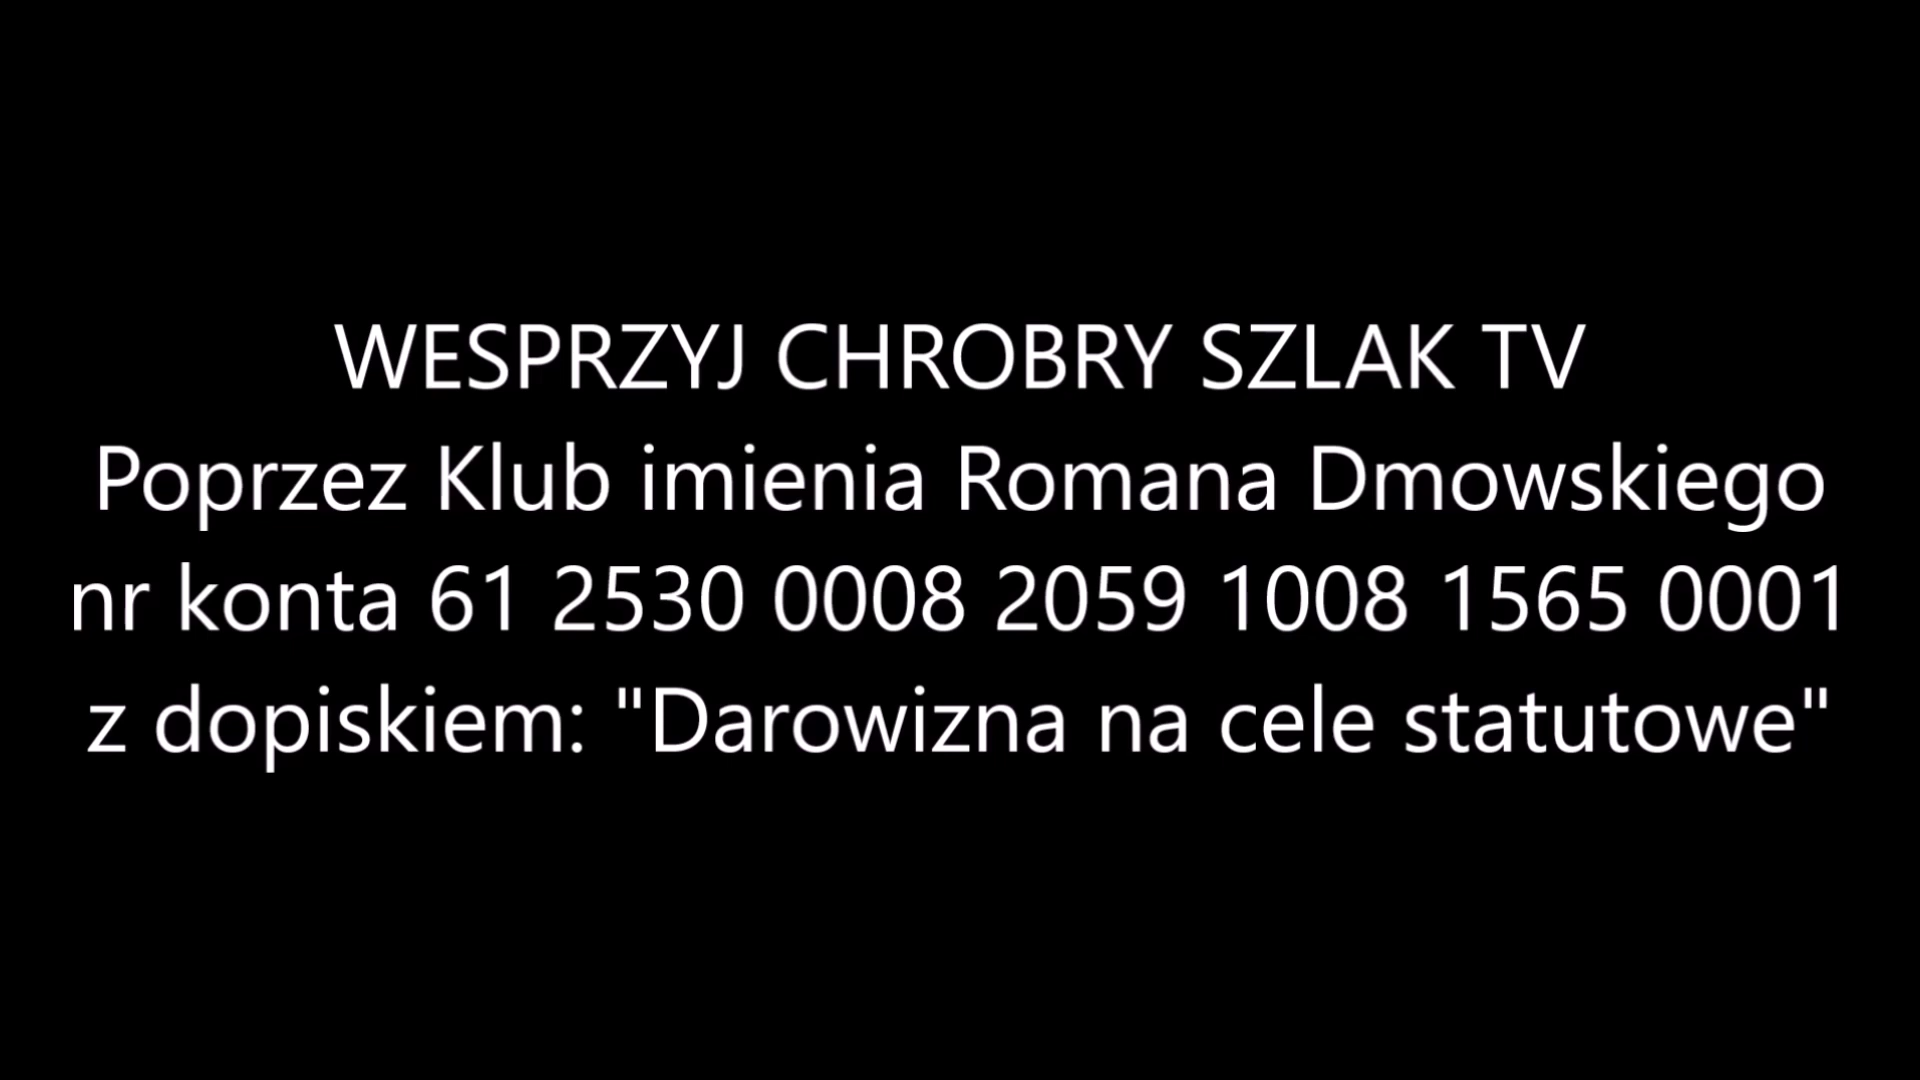 WESPRZYJ CHROBRY SZLAK TV
Poprzez Klub imienia Romana Dmowskiego
nr konta 61 2530 0008 2059 1008 1565 0001
z dopiskiem: "Darowizna na cele statutowe"